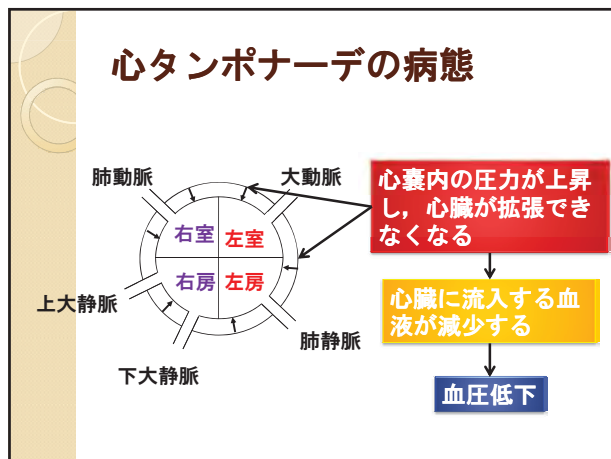 心タンポナーデの病態
肺動脈
大動脈
右室
左室
右房
左房
上大静脈
下大静脈
肺静脈
心嚢内の圧力が上昇
し，心臓が拡張でき
なくなる
心臓に流入する血
液が減少する
血圧低下